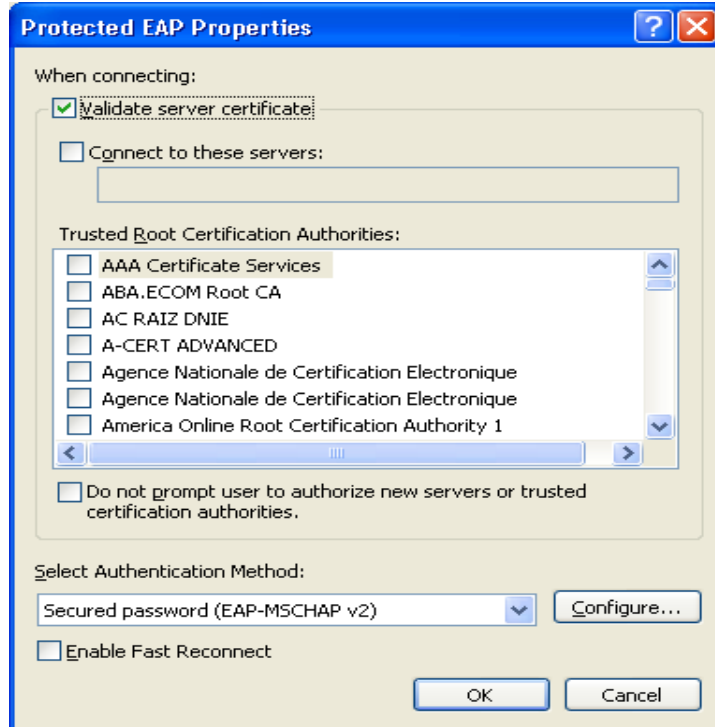 Protected EAP Properties
When connecting:
Validate server certificate
Connect to these servers:
Trusted Root Certification Authorities:
AAA Certificate Services
ABA.ECOM Root CA
AC RAIZ DNIE
A-CERT ADVANCED
Agence Nationale de Certification Electronique
Agence Nationale de Certification Electronique
America Online Root Certification Authority 1
Do not prompt user to authorize new servers or trusted
certification authorities.
Select Authentication Method:
Secured password (EAP-MSCHAP v2)
Configure...
Enable Fast Reconnect
OK
Cancel